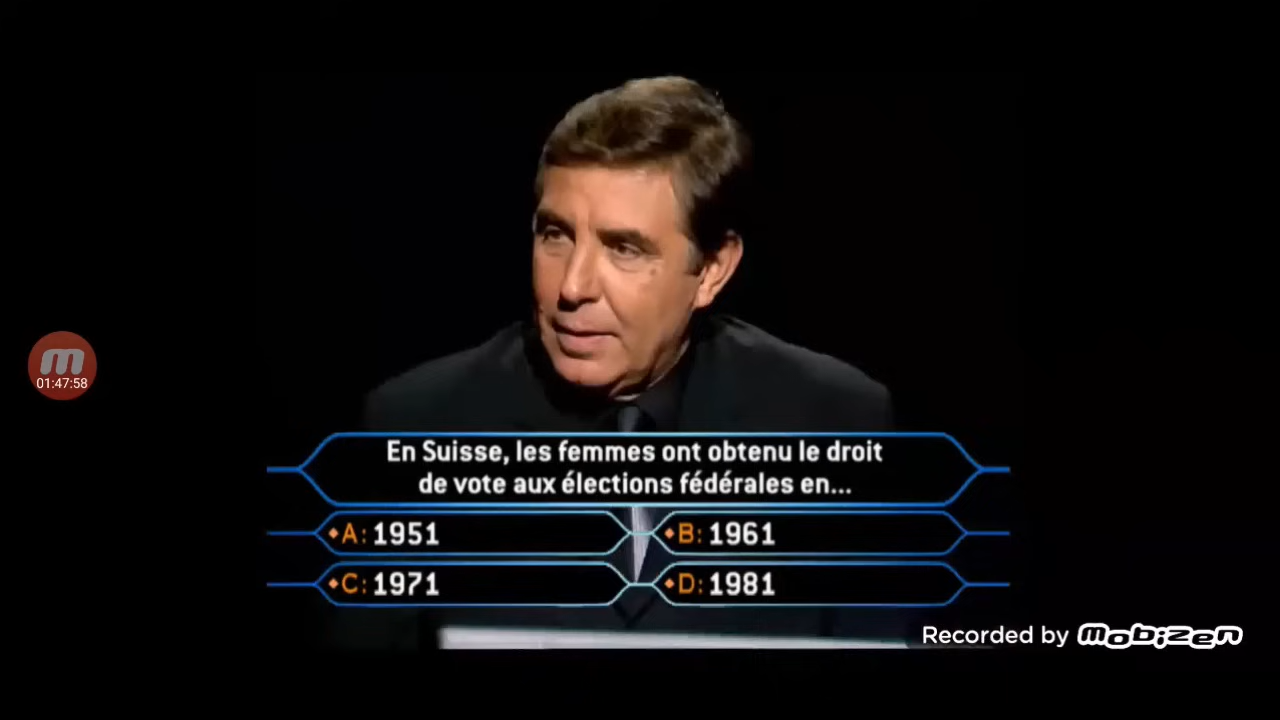 En Suisse, les femmes ont obtenu le droit
de vote aux élections fédérales en...
A: 1951
B: 1961
C: 1971
D: 1981
01:47:58
Recorded by Mobizen